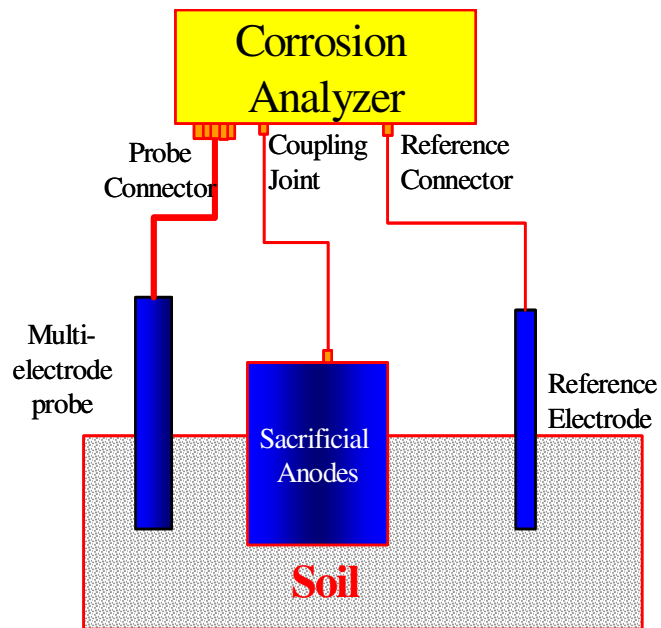 Corrosion
Analyzer
Probe
Connector
Coupling
Joint
Reference
Connector
Multi-
electrode
probe
Sacrificial
Anodes
Reference
Electrode
Soil